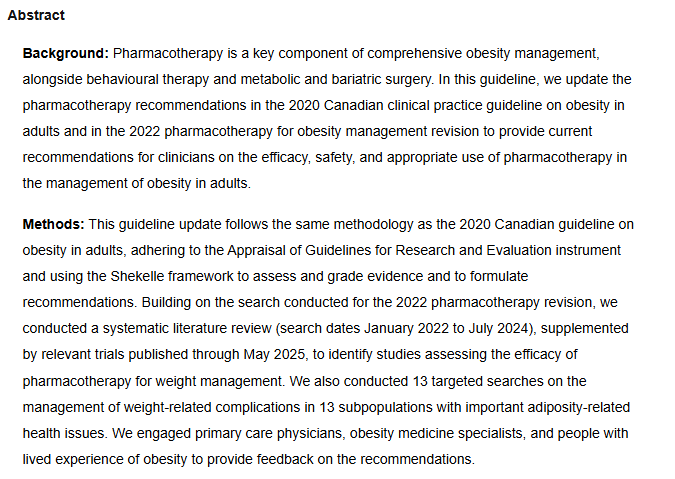 Abstract
Background: Pharmacotherapy is a key component of comprehensive obesity management,
alongside behavioural therapy and metabolic and bariatric surgery. In this guideline, we update the
pharmacotherapy recommendations in the 2020 Canadian clinical practice guideline on obesity in
adults and in the 2022 pharmacotherapy for obesity management revision to provide current
recommendations for clinicians on the efficacy, safety, and appropriate use of pharmacotherapy in
the management of obesity in adults.
Methods: This guideline update follows the same methodology as the 2020 Canadian guideline on
obesity in adults, adhering to the Appraisal of Guidelines for Research and Evaluation instrument
and using the Shekelle framework to assess and grade evidence and to formulate
recommendations. Building on the search conducted for the 2022 pharmacotherapy revision, we
conducted a systematic literature review (search dates January 2022 to July 2024), supplemented
by relevant trials published through May 2025, to identify studies assessing the efficacy of
pharmacotherapy for weight management. We also conducted 13 targeted searches on the
management of weight-related complications in 13 subpopulations with important adiposity-related
health issues. We engaged primary care physicians, obesity medicine specialists, and people with
lived experience of obesity to provide feedback on the recommendations.